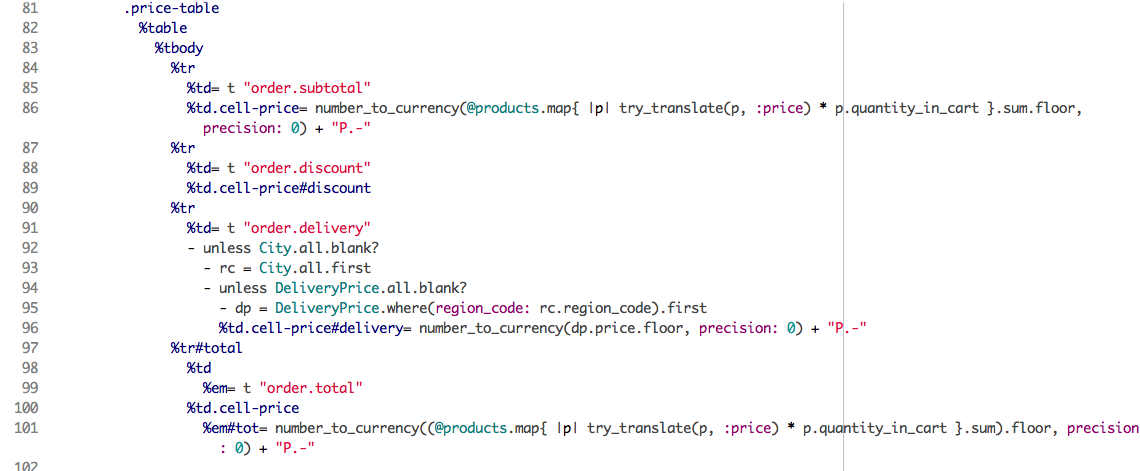 81 .price-table
82 %table
83 %tbody
84 %tr
85 %td= t "order.subtotal"
86 %td.cell-price= number_to_currency(@products.map{ |p| try_translate(p, :price) * p.quantity_in_cart }.sum.floor,
precision: 0) + "P.-"
87 %tr
88 %td= t "order.discount"
89 %td.cell-price#discount
90 %tr
91 %td= t "order.delivery"
92 - unless City.all.blank?
93 - rc = City.all.first
94 - unless DeliveryPrice.all.blank?
95 - dp = DeliveryPrice.where(region_code: rc.region_code).first
96 %td.cell-price#delivery= number_to_currency(dp.price.floor, precision: 0) + "P.-"
97 %tr#total
98 %td
99 %em= t "order.total"
100 %td.cell-price
101 %em#tot= number_to_currency((@products.map{ |p| try_translate(p, :price) * p.quantity_in_cart }.sum).floor, precision
: 0) + "P.-"
102